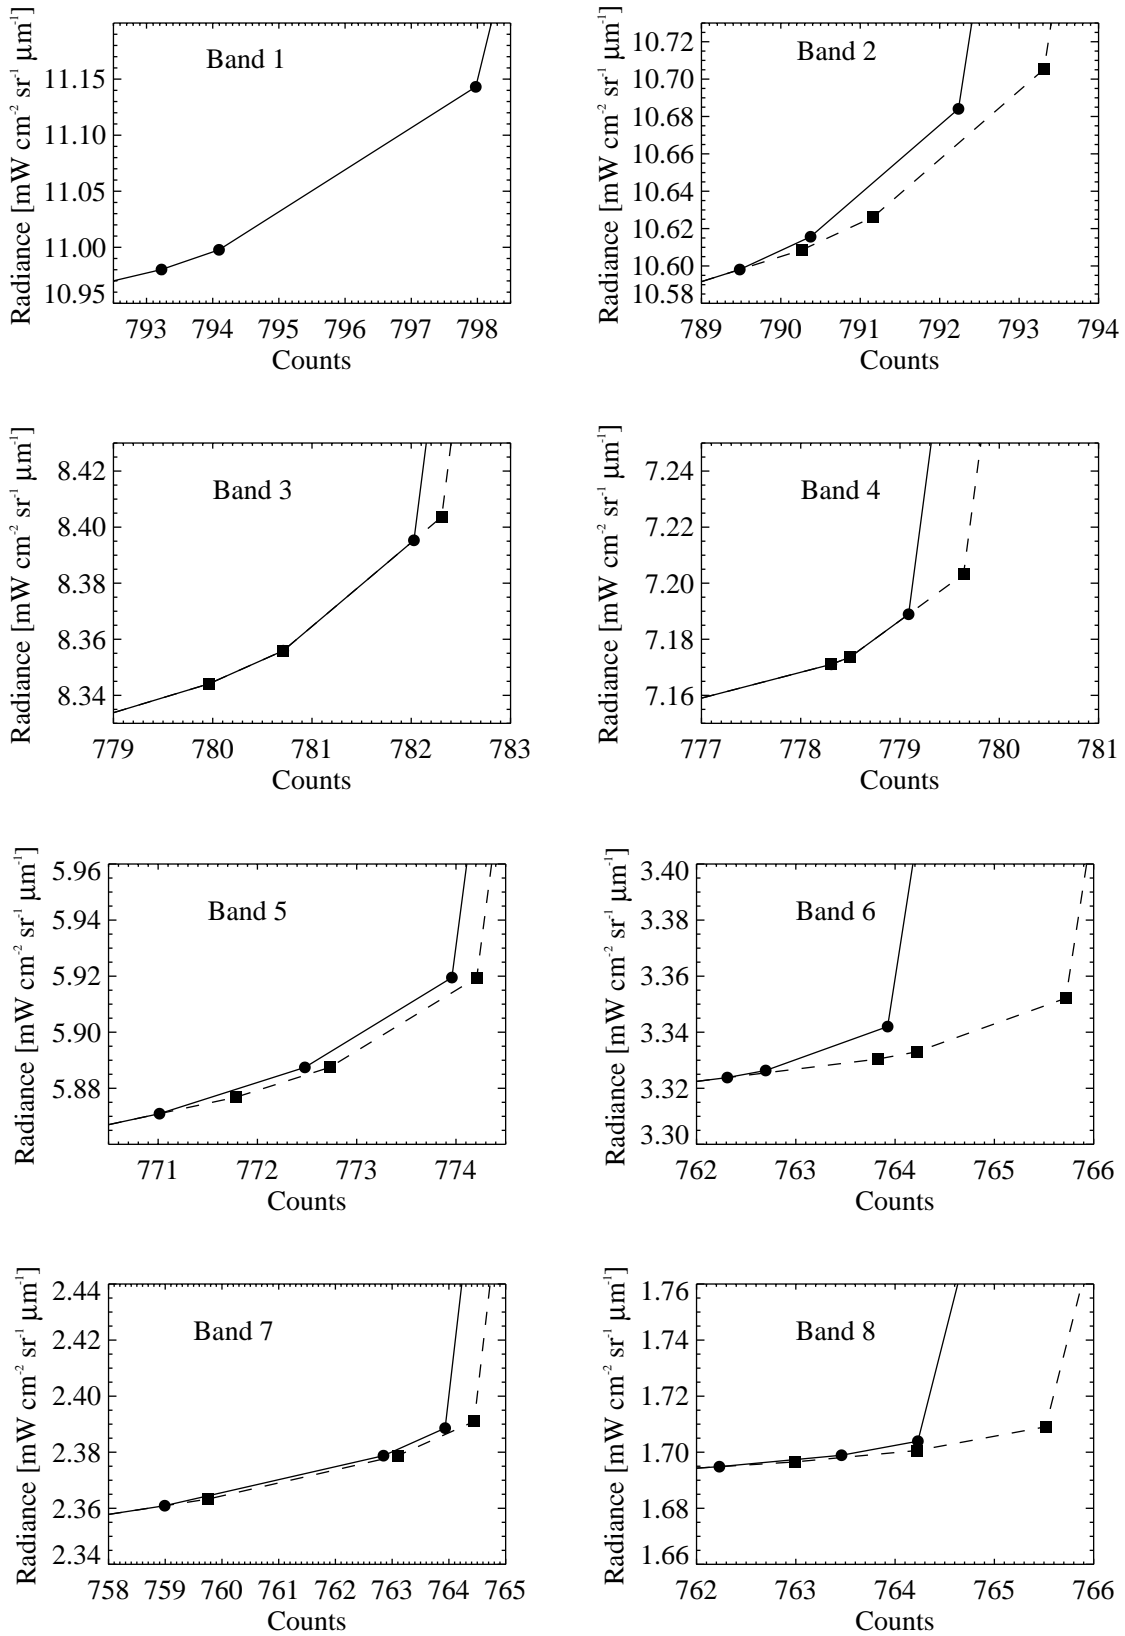 Band 1
Radiance [mW cm-2 sr-1 µm-1]
11.15
11.10
11.05
11.00
10.95
793 794 795 796 797 798
Counts
Band 2
Radiance [mW cm-2 sr-1 µm-1]
10.72
10.70
10.68
10.66
10.64
10.62
10.60
10.58
789 790 791 792 793 794
Counts
Band 3
Radiance [mW cm-2 sr-1 µm-1]
8.42
8.40
8.38
8.36
8.34
779 780 781 782 783
Counts
Band 4
Radiance [mW cm-2 sr-1 µm-1]
7.24
7.22
7.20
7.18
7.16
777 778 779 780 781
Counts
Band 5
Radiance [mW cm-2 sr-1 µm-1]
5.96
5.94
5.92
5.90
5.88
771 772 773 774
Counts
Band 6
Radiance [mW cm-2 sr-1 µm-1]
3.40
3.38
3.36
3.34
3.32
3.30
762 763 764 765 766
Counts
Band 7
Radiance [mW cm-2 sr-1 µm-1]
2.44
2.42
2.40
2.38
2.36
2.34
758 759 760 761 762 763 764 765
Counts
Band 8
Radiance [mW cm-2 sr-1 µm-1]
1.76
1.74
1.72
1.70
1.68
1.66
762 763 764 765 766
Counts